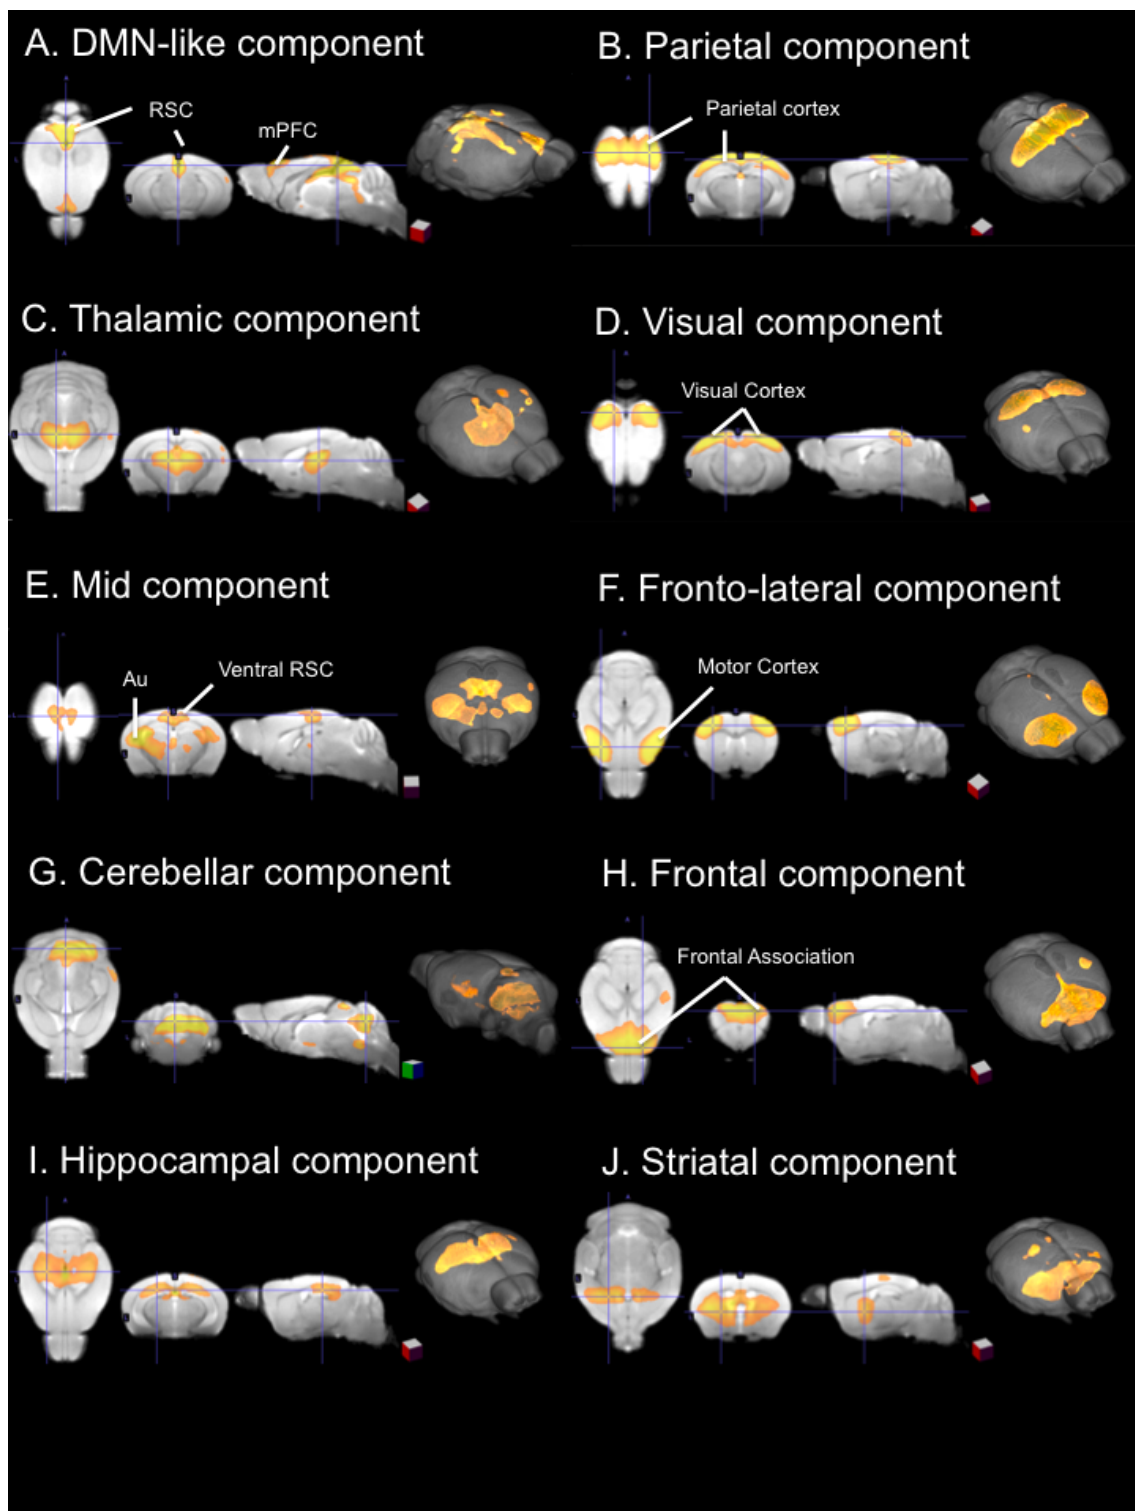 A. DMN-like component
B. Parietal component
RSC
mPFC
Parietal cortex
C. Thalamic component
D. Visual component
Visual Cortex
E. Mid component
F. Fronto-lateral component
Au
Ventral RSC
Motor Cortex
G. Cerebellar component
H. Frontal component
Frontal Association
I. Hippocampal component
J. Striatal component